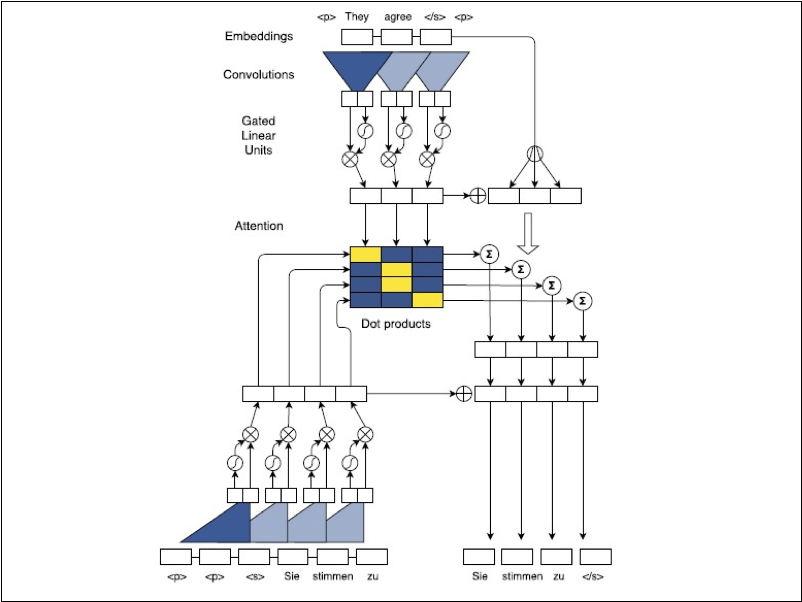 <p> They agree </s> <p>
Embeddings
Convolutions
Gated
Linear
Units
Attention
Σ
Σ
Σ
Σ
Dot products
<p> <p> <s> Sie stimmen zu
Sie stimmen zu </s>